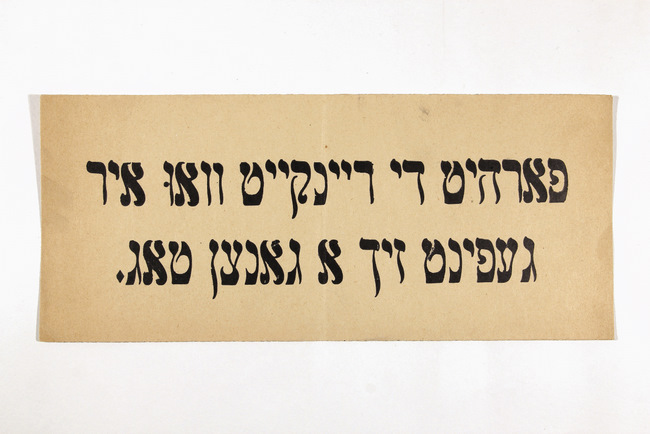 פארהיט די ריינקייט וואוּ איר
געפינט זיך א גאנצן טאג.